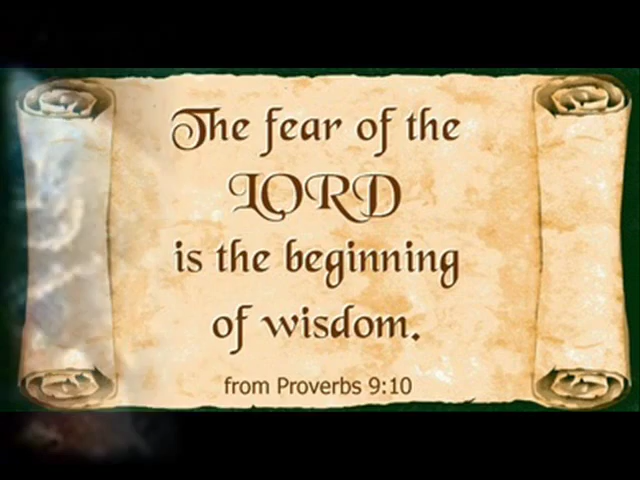 The fear of the
LORD
is the beginning
of wisdom.
from Proverbs 9:10